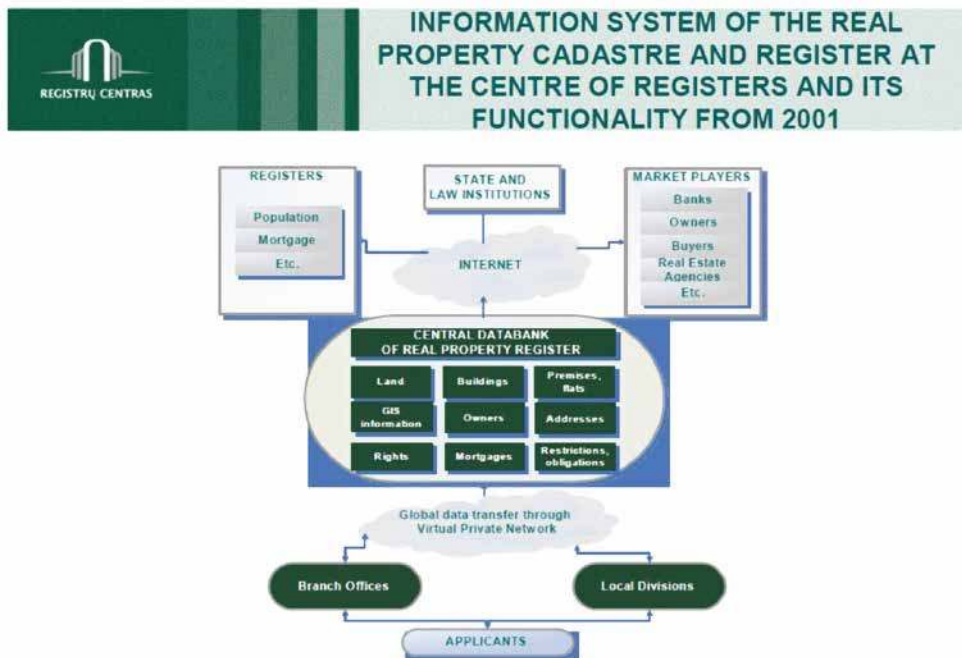 REGISTRŲ CENTRAS
INFORMATION SYSTEM OF THE REAL
PROPERTY CADASTRE AND REGISTER AT
THE CENTRE OF REGISTERS AND ITS
FUNCTIONALITY FROM 2001
REGISTERS
Population
Mortgage
Etc.
STATE AND
LAW INSTITUTIONS
MARKET PLAYERS
Banks
Owners
Buyers
Real Estate
Agencies
Etc.
INTERNET
CENTRAL DATABANK
OF REAL PROPERTY REGISTER
Land
Buildings
Premises,
flats
GIS
information
Owners
Addresses
Rights
Mortgages
Restrictions,
obligations
Global data transfer through
Virtual Private Network
Branch Offices
Local Divisions
APPLICANTS